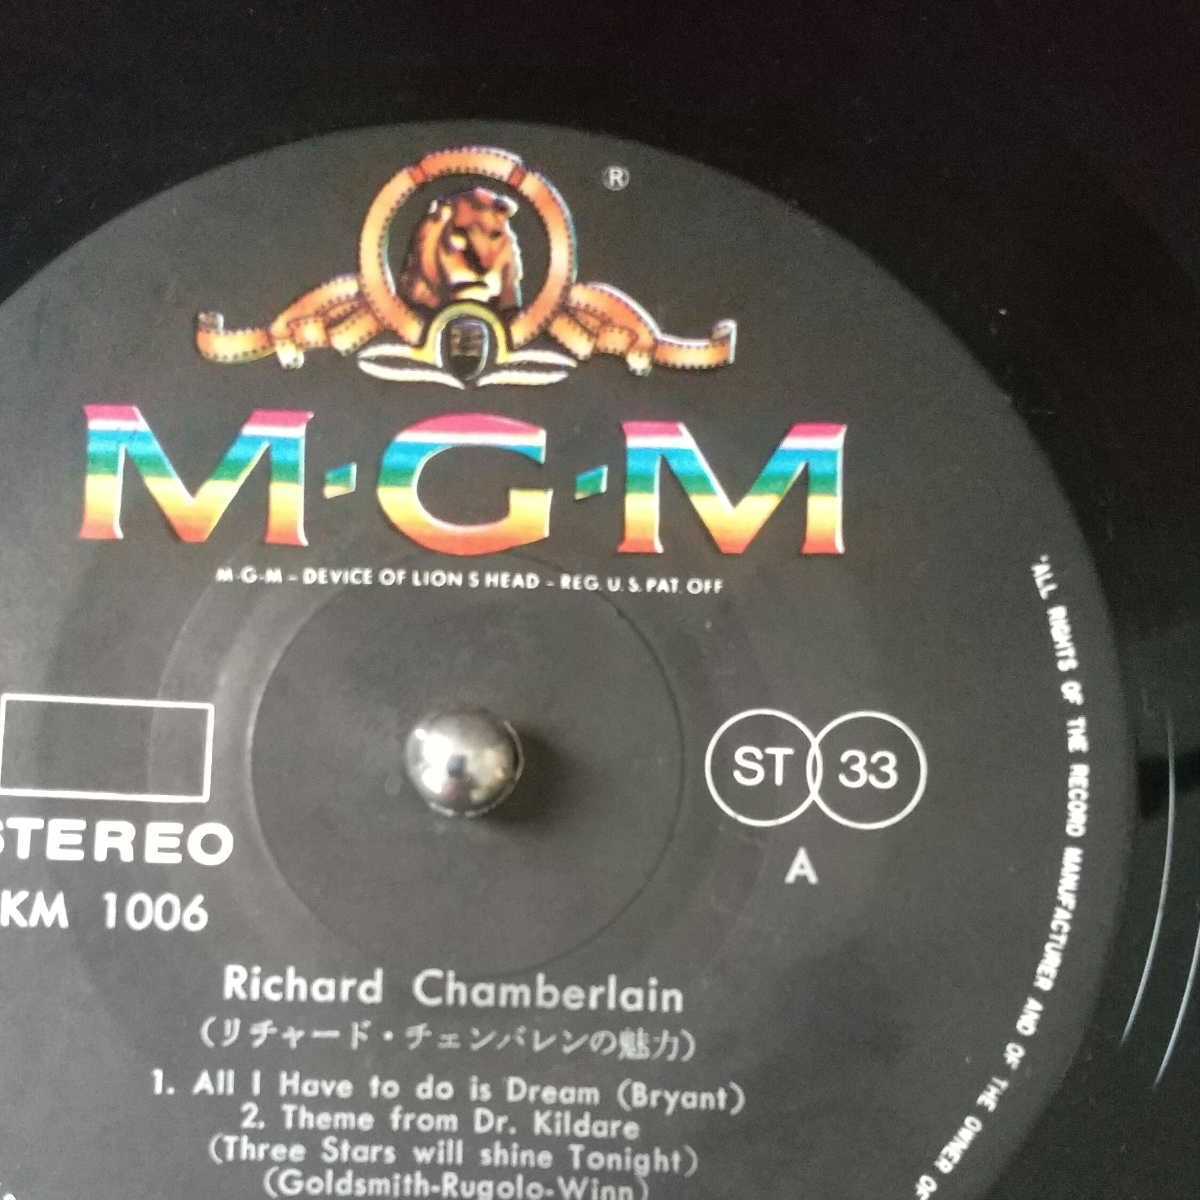 ®
M·G·M
M-G-M – DEVICE OF LION S HEAD – REG. U. S. PAT. OFF
ST 33
STEREO
A
KM 1006
Richard Chamberlain
(リチャード・チェンバレンの魅力)
1. All I Have to do is Dream (Bryant)
2. Theme from Dr. Kildare
(Three Stars will shine Tonight)
(Goldsmith-Rugolo-Winn)
ALL RIGHTS OF THE RECORD MANUFACTURER AND OF THE OWNER OF